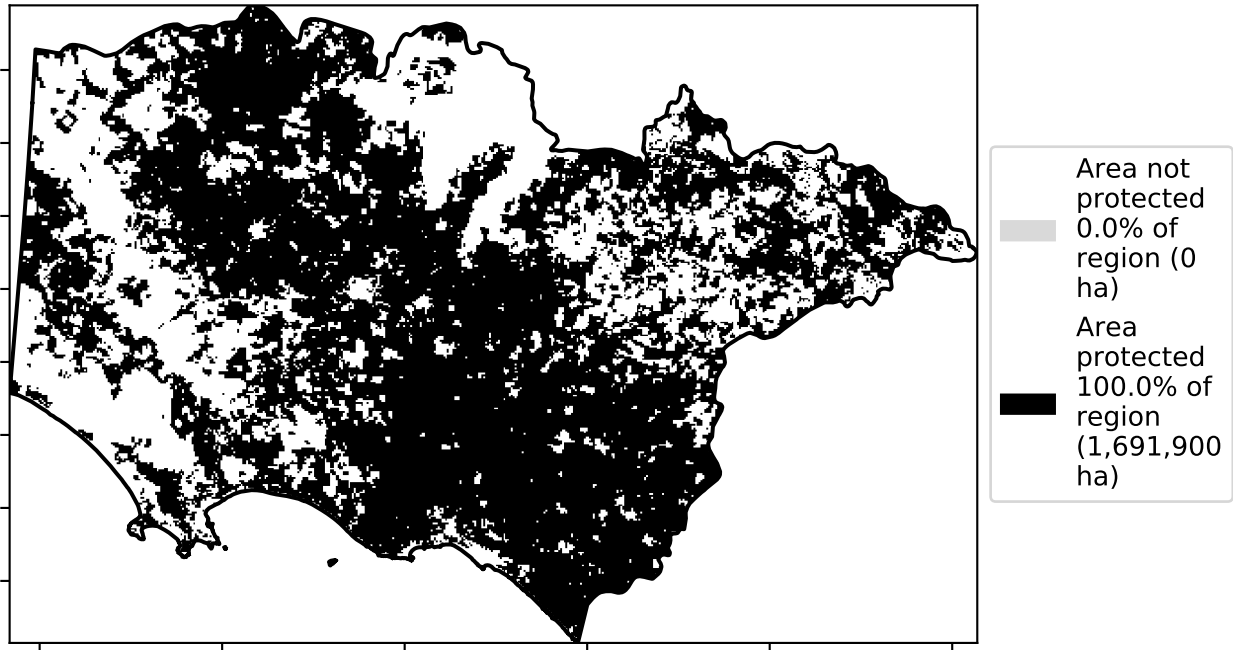 Area not
protected
0.0% of
region (0
ha)
Area
protected
100.0% of
region
(1,691,900
ha)